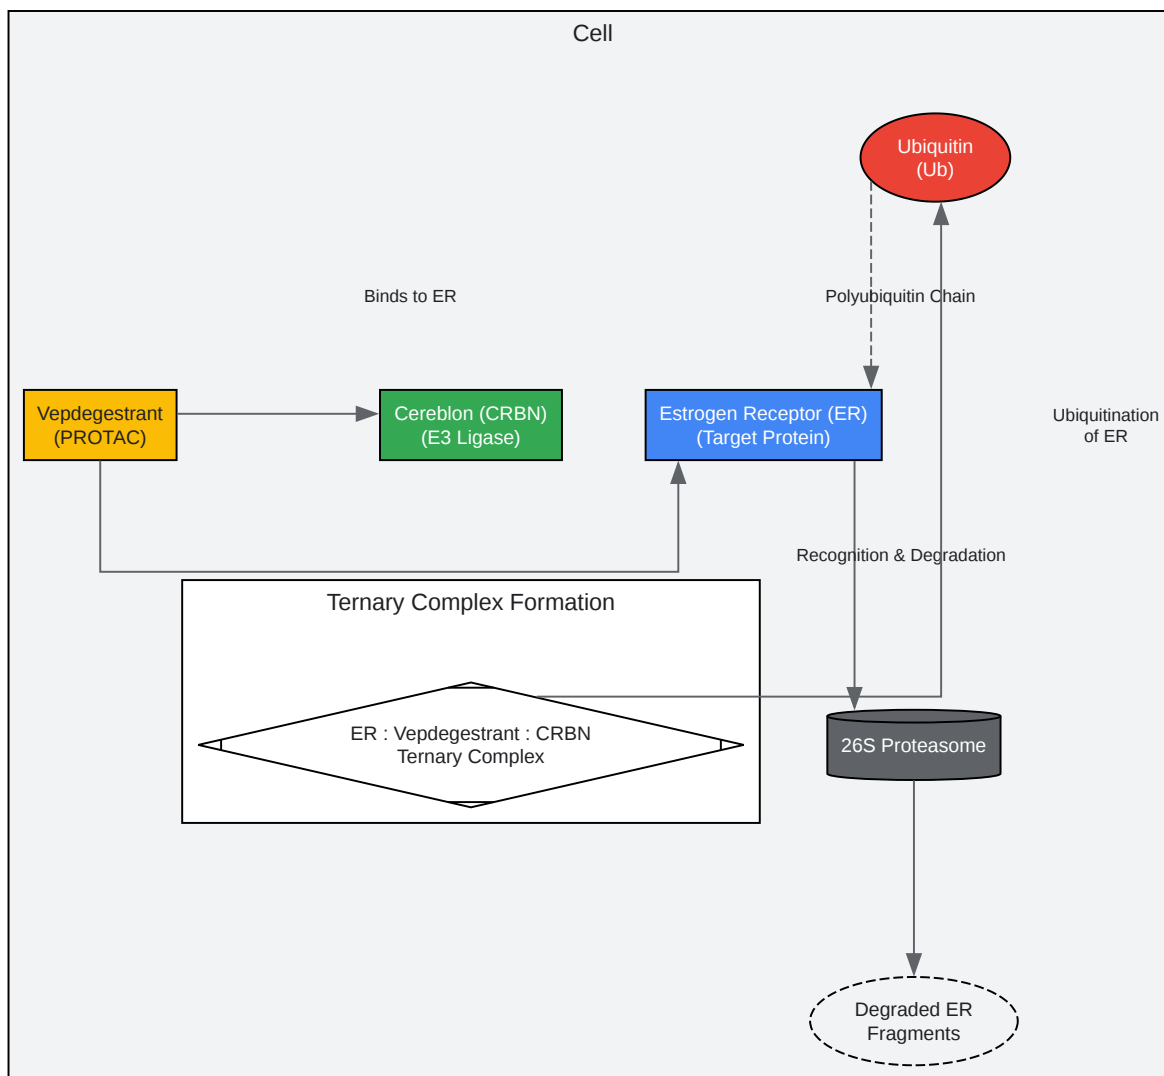 Cell
Ubiquitin
(Ub)
Binds to ER
Polyubiquitin Chain
Vepdegestrant
(PROTAC)
Cereblon (CRBN)
(E3 Ligase)
Estrogen Receptor (ER)
(Target Protein)
Ubiquitination
of ER
Recognition & Degradation
Ternary Complex Formation
ER : Vepdegestrant : CRBN
Ternary Complex
26S Proteasome
Degraded ER
Fragments